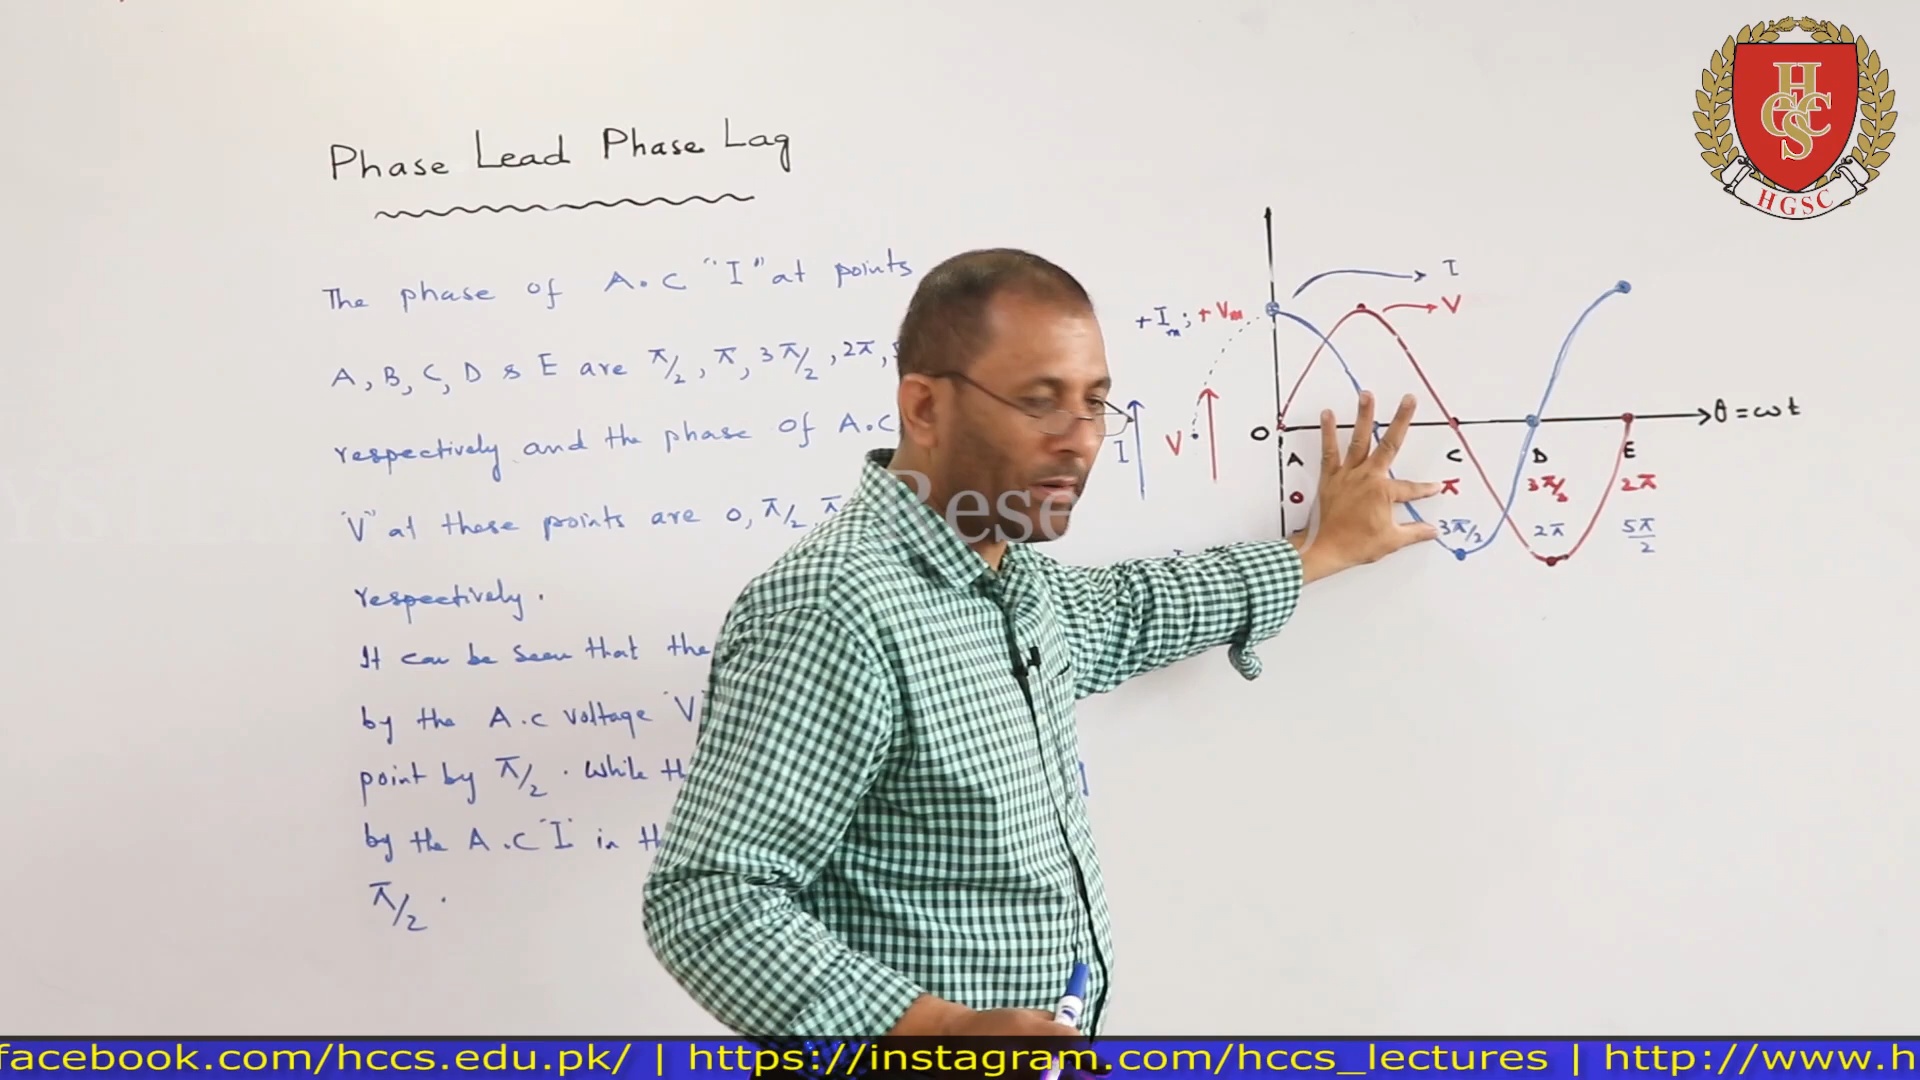 Phase Lead Phase Lag
The phase of A.C "I" at points
A, B, C, D & E are π/2, π, 3π/2, 2π,
respectively and the phase of A.C
"V" at these points are 0, π/2, π
respectively.
It can be seen that the
by the A.C voltage "V"
point by π/2. While th
by the A.C "I" in th
π/2.
I
V
+Im; +Vm
I
V
O
θ = ωt
A C D E
0 π 3π/2 2π
3π/2 2π 5π/2
HCCS
HGSC
YSTE
Rese
facebook.com/hccs.edu.pk/ | https://instagram.com/hccs_lectures | http://www.h